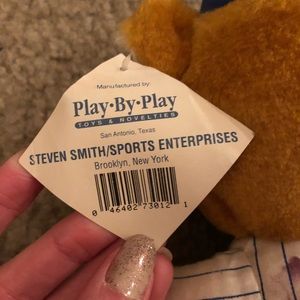 Manufactured by:
Play·By·Play
TOYS & NOVELTIES
San Antonio, Texas
STEVEN SMITH/SPORTS ENTERPRISES
Brooklyn, New York
0 46402 73012 1